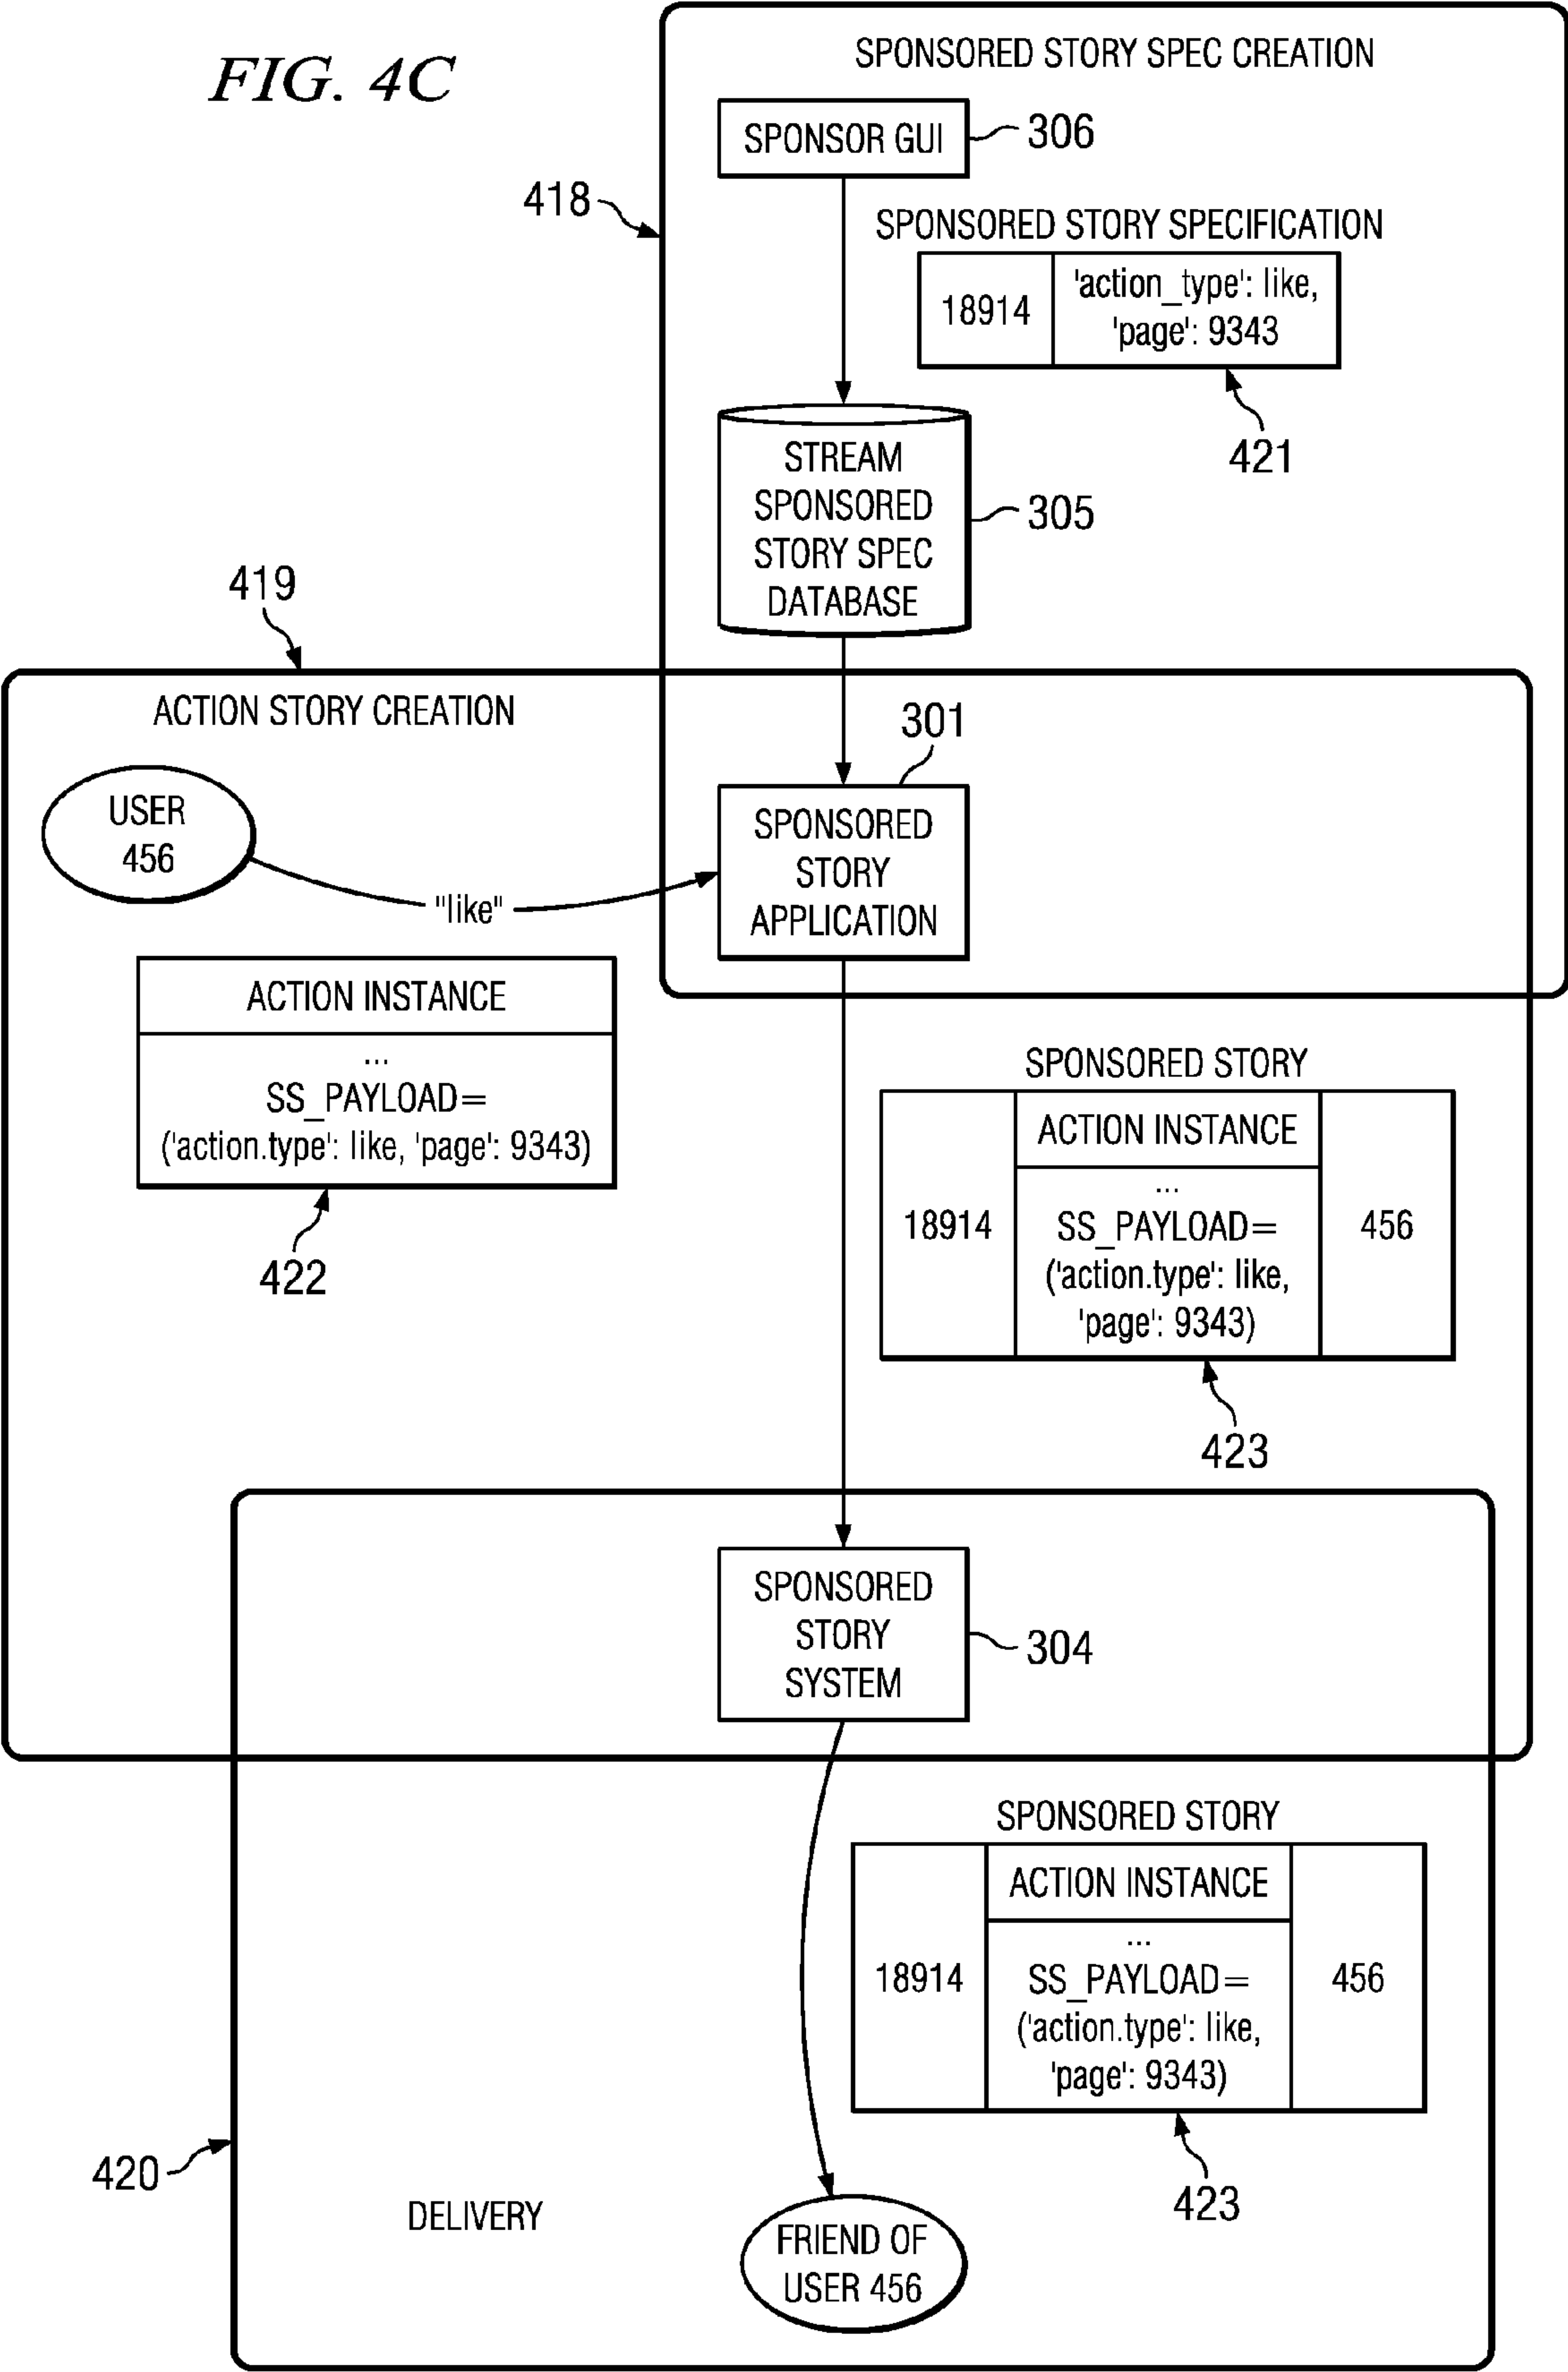 FIG. 4C
SPONSORED STORY SPEC CREATION
SPONSOR GUI
306
418
SPONSORED STORY SPECIFICATION
18914
'action_type': like,
'page': 9343
421
STREAM
SPONSORED
STORY SPEC
DATABASE
305
419
ACTION STORY CREATION
301
USER
456
"like"
SPONSORED
STORY
APPLICATION
ACTION INSTANCE
...
SS_PAYLOAD=
('action.type': like, 'page': 9343)
422
SPONSORED STORY
18914
ACTION INSTANCE
...
SS_PAYLOAD=
('action.type': like,
'page': 9343)
456
423
SPONSORED
STORY
SYSTEM
304
SPONSORED STORY
18914
ACTION INSTANCE
...
SS_PAYLOAD=
('action.type': like,
'page': 9343)
456
423
420
DELIVERY
FRIEND OF
USER 456